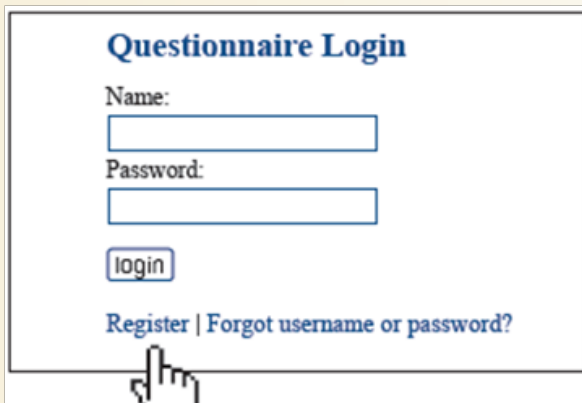 Questionnaire Login
Name:
Password:
login
Register | Forgot username or password?